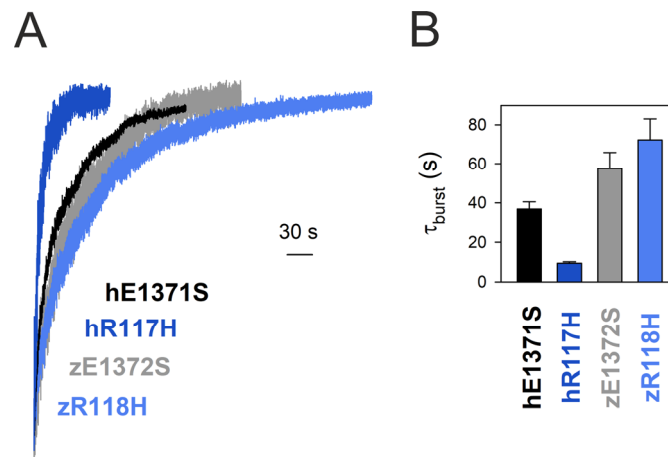 A
30 s
hE1371S
hR117H
zE1372S
zR118H
B
τburst (s)
80
60
40
20
0
hE1371S
hR117H
zE1372S
zR118H